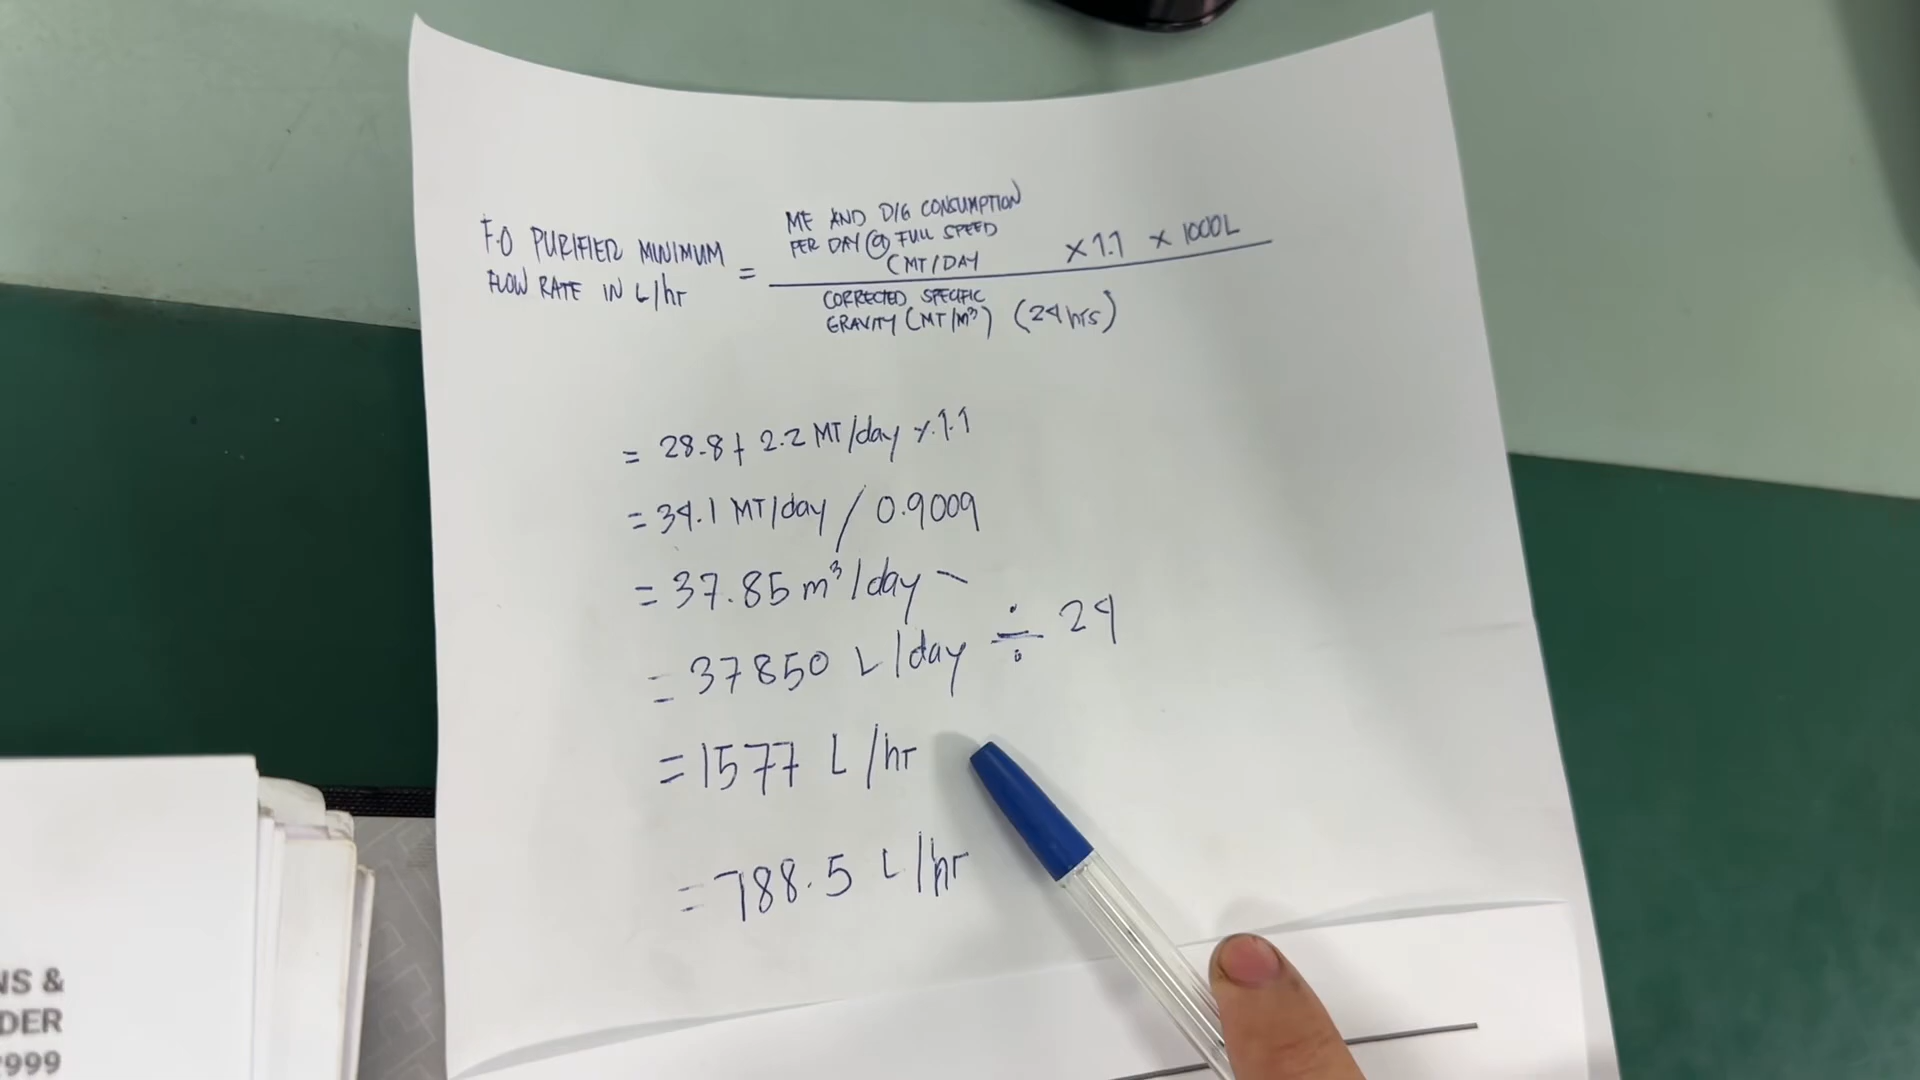 F.O PURIFIER MINIMUM
FLOW RATE IN L/hr
=
ME AND D/G CONSUMPTION
PER DAY @ FULL SPEED
(MT/DAY
x 1.1 x 1000L
CORRECTED SPECIFIC
GRAVITY (MT/M³) (24hrs)
= 28.8 + 2.2 MT/day x 1.1
= 34.1 MT/day / 0.9009
= 37.85 m³/day
= 37850 L/day ÷ 24
= 1577 L/hr
= 788.5 L/hr
NS &
DER
999